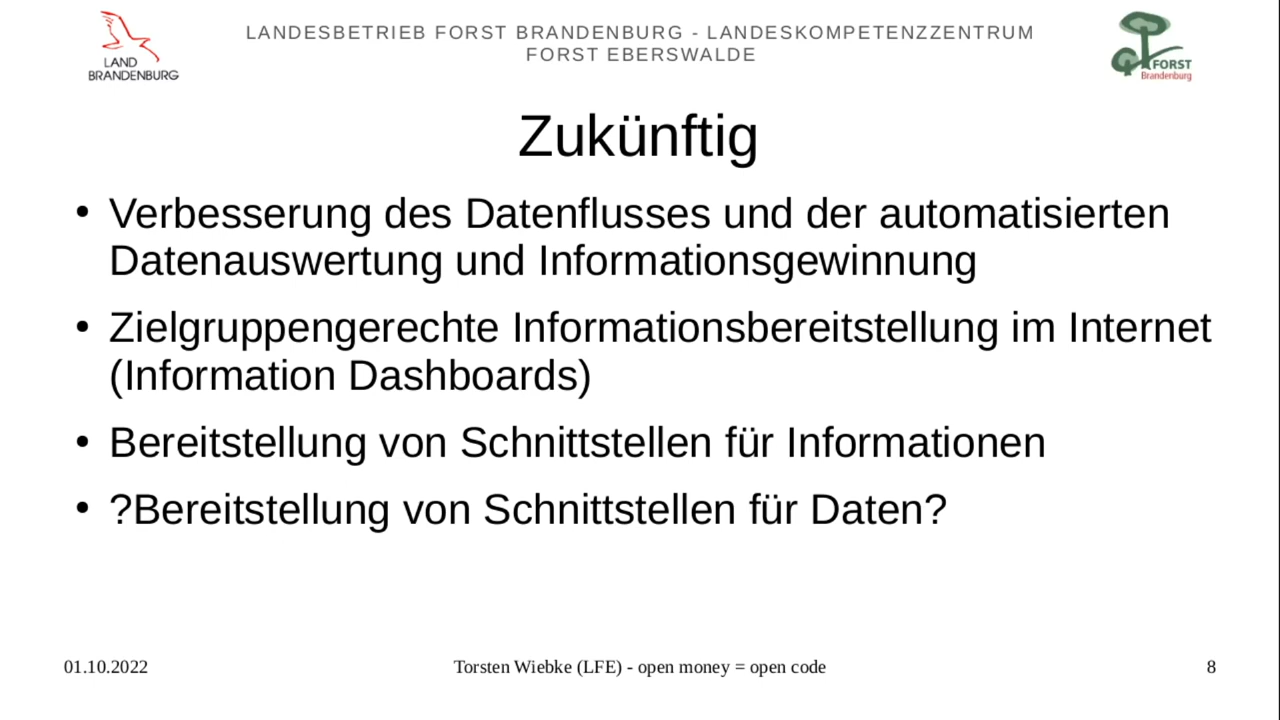 LAND
BRANDENBURG
LANDESBETRIEB FORST BRANDENBURG - LANDESKOMPETENZZENTRUM
FORST EBERSWALDE
FORST
Brandenburg
Zukünftig
• Verbesserung des Datenflusses und der automatisierten
Datenauswertung und Informationsgewinnung
• Zielgruppengerechte Informationsbereitstellung im Internet
(Information Dashboards)
• Bereitstellung von Schnittstellen für Informationen
• ?Bereitstellung von Schnittstellen für Daten?
01.10.2022
Torsten Wiebke (LFE) - open money = open code
8